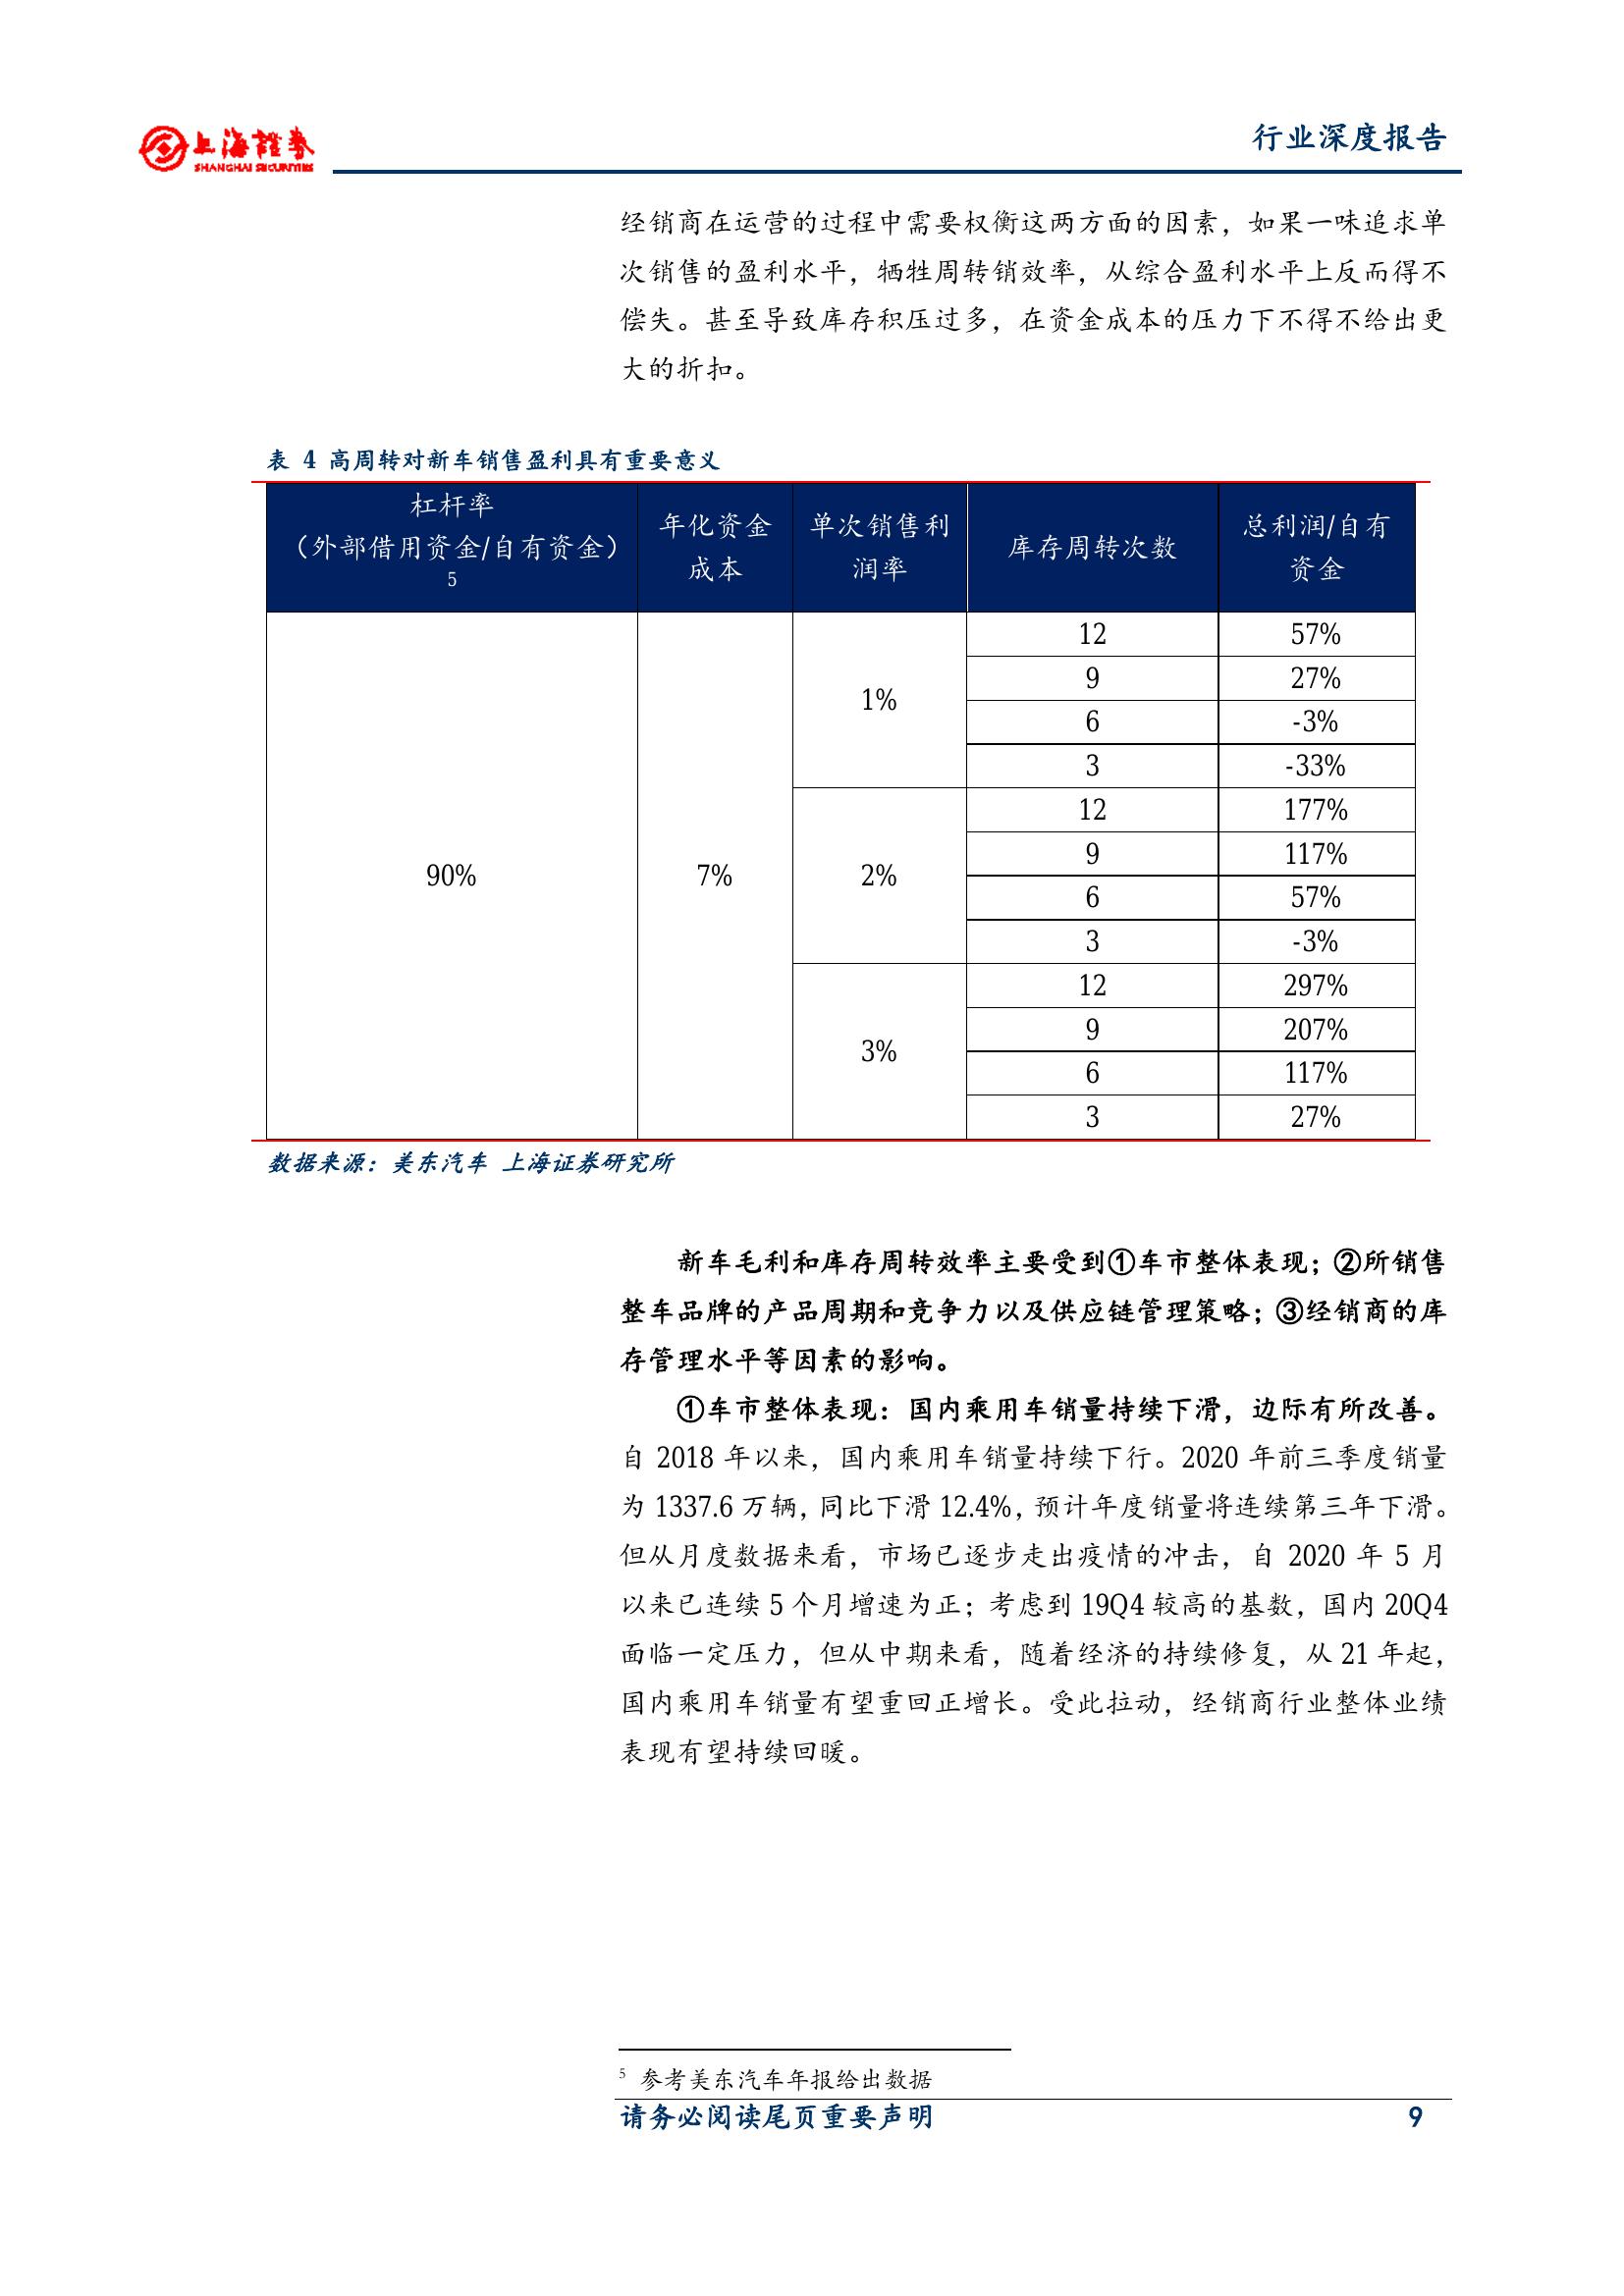 上海證券
SHANGHAI SECURITIES
行业深度报告
经销商在运营的过程中需要权衡这两方面的因素，如果一味追求单
次销售的盈利水平，牺牲周转销效率，从综合盈利水平上反而得不
偿失。甚至导致库存积压过多，在资金成本的压力下不得不给出更
大的折扣。
表 4 高周转对新车销售盈利具有重要意义
杠杆率
（外部借用资金/自有资金）
5
年化资金
成本
单次销售利
润率
库存周转次数
总利润/自有
资金
90%
7%
1%
12 57%
9 27%
6 -3%
3 -33%
2%
12 177%
9 117%
6 57%
3 -3%
3%
12 297%
9 207%
6 117%
3 27%
数据来源：美东汽车 上海证券研究所
新车毛利和库存周转效率主要受到①车市整体表现；②所销售
整车品牌的产品周期和竞争力以及供应链管理策略；③经销商的库
存管理水平等因素的影响。
①车市整体表现：国内乘用车销量持续下滑，边际有所改善。
自 2018 年以来，国内乘用车销量持续下行。2020 年前三季度销量
为 1337.6 万辆，同比下滑 12.4%，预计年度销量将连续第三年下滑。
但从月度数据来看，市场已逐步走出疫情的冲击，自 2020 年 5 月
以来已连续 5 个月增速为正；考虑到 19Q4 较高的基数，国内 20Q4
面临一定压力，但从中期来看，随着经济的持续修复，从 21 年起，
国内乘用车销量有望重回正增长。受此拉动，经销商行业整体业绩
表现有望持续回暖。
5 参考美东汽车年报给出数据
请务必阅读尾页重要声明 9